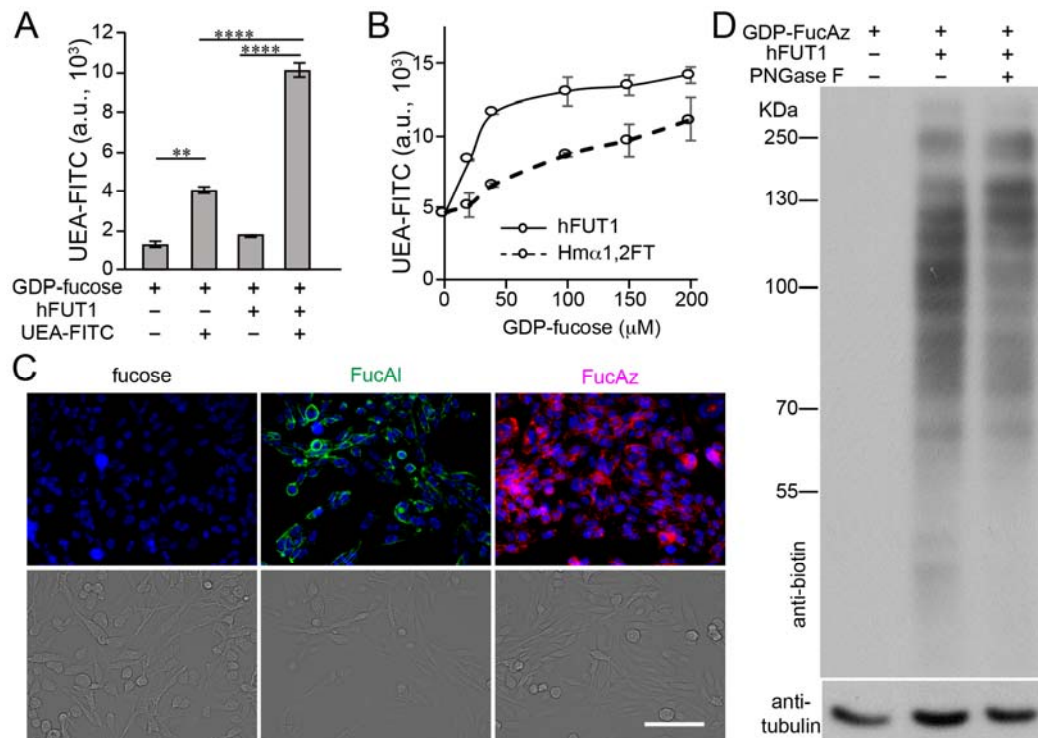 A
UEA-FITC (a.u., 10³)
12
10
8
6
4
2
0
**
****
****
GDP-fucose + + + +
hFUT1 − − + +
UEA-FITC − + − +
B
UEA-FITC (a.u., 10³)
15
10
5
0
hFUT1
Hmα1,2FT
0 50 100 150 200
GDP-fucose (μM)
C
fucose FucAl FucAz
D
GDP-FucAz + + +
hFUT1 − + +
PNGase F − − +
KDa
250
130
100
70
55
anti-biotin
anti-
tubulin